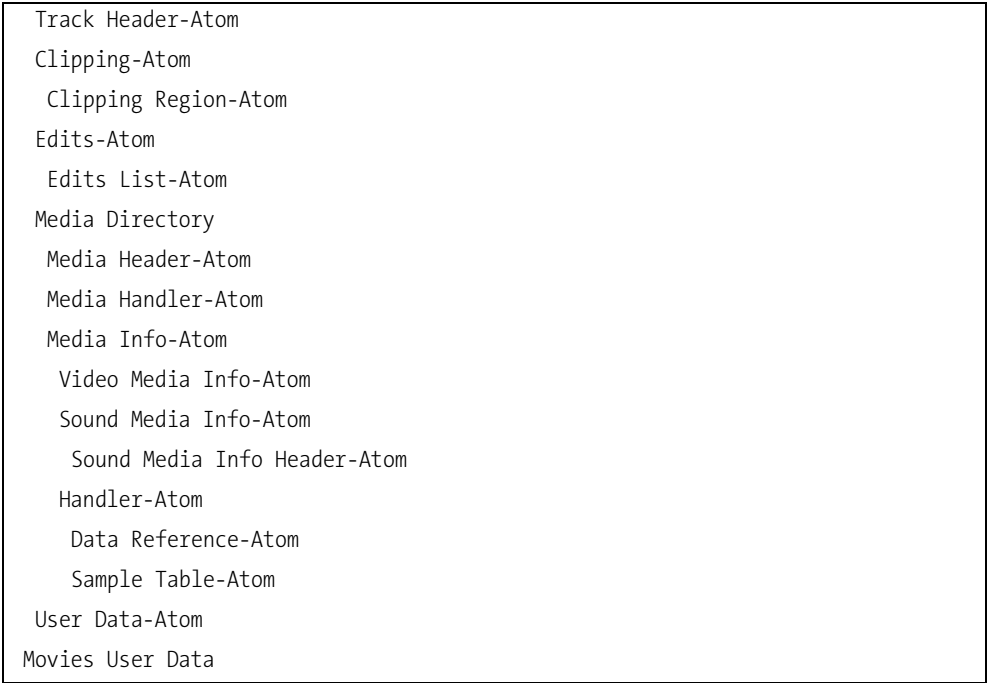 Track Header-Atom
Clipping-Atom
Clipping Region-Atom
Edits-Atom
Edits List-Atom
Media Directory
Media Header-Atom
Media Handler-Atom
Media Info-Atom
Video Media Info-Atom
Sound Media Info-Atom
Sound Media Info Header-Atom
Handler-Atom
Data Reference-Atom
Sample Table-Atom
User Data-Atom
Movies User Data